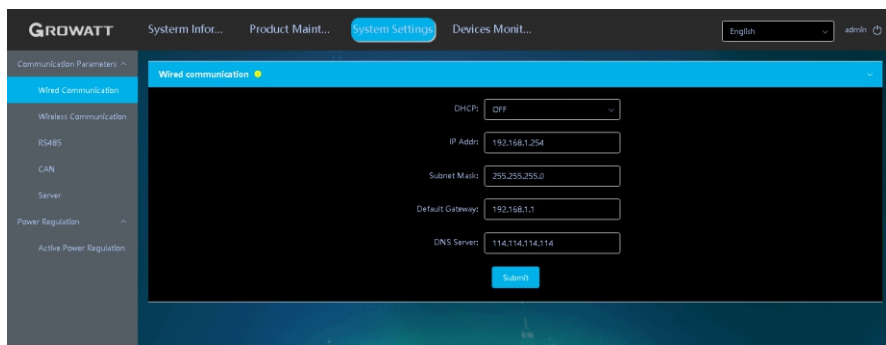 GROWATT
Systerm Infor...
Product Maint...
System Settings
Devices Monit...
English
admin
Communication Parameters
Wired Communication
Wireless Communication
RS485
CAN
Server
Power Regulation
Active Power Regulation
Wired communication
DHCP: OFF
IP Addr: 192.168.1.254
Subnet Mask: 255.255.255.0
Default Gateway: 192.168.1.1
DNS Server: 114.114.114.114
Submit